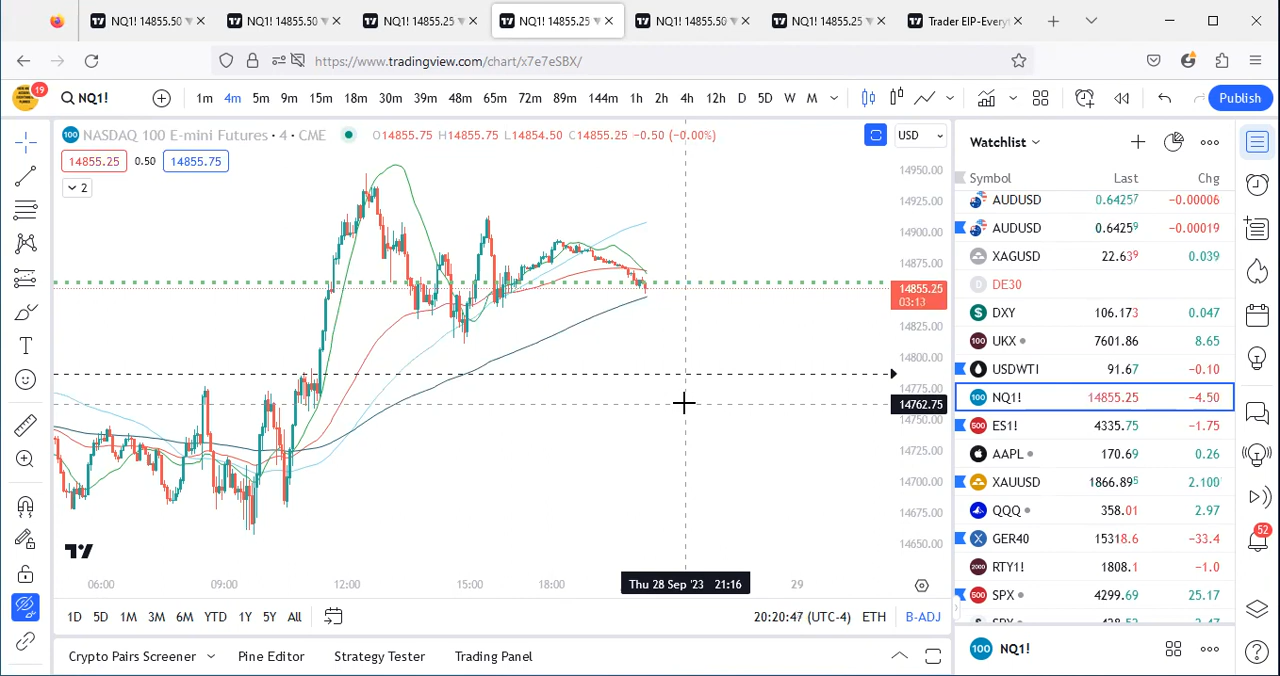 NQ1! 14855.50
NQ1! 14855.50
NQ1! 14855.25
NQ1! 14855.25
NQ1! 14855.50
NQ1! 14855.25
Trader EIP-Every
https://www.tradingview.com/chart/x7e7eSBX/
19
NQ1!
1m 4m 5m 9m 15m 18m 30m 39m 48m 65m 72m 89m 144m 1h 2h 4h 12h D 5D W M
Publish
100 NASDAQ 100 E-mini Futures · 4 · CME
O14855.75 H14855.75 L14854.50 C14855.25 −0.50 (−0.00%)
USD
14855.25 0.50 14855.75
2
14950.00
14925.00
14900.00
14875.00
14855.25
03:13
14825.00
14800.00
14775.00
14762.75
14750.00
14725.00
14700.00
14675.00
14650.00
06:00 09:00 12:00 15:00 18:00
Thu 28 Sep '23 21:16
29
1D 5D 1M 3M 6M YTD 1Y 5Y All
20:20:47 (UTC-4) ETH B-ADJ
Crypto Pairs Screener Pine Editor Strategy Tester Trading Panel
Watchlist
Symbol Last Chg
AUDUSD 0.64257 −0.00006
AUDUSD 0.64259 −0.00019
XAGUSD 22.639 0.039
D DE30
$ DXY 106.173 0.047
100 UKX 7601.86 8.65
USDWTI 91.67 −0.10
100 NQ1! 14855.25 −4.50
500 ES1! 4335.75 −1.75
AAPL 170.69 0.26
XAUUSD 1866.895 2.100
QQQ 358.01 2.97
X GER40 15318.6 −33.4
2000 RTY1! 1808.1 −1.0
500 SPX 4299.69 25.17
52
100 NQ1!